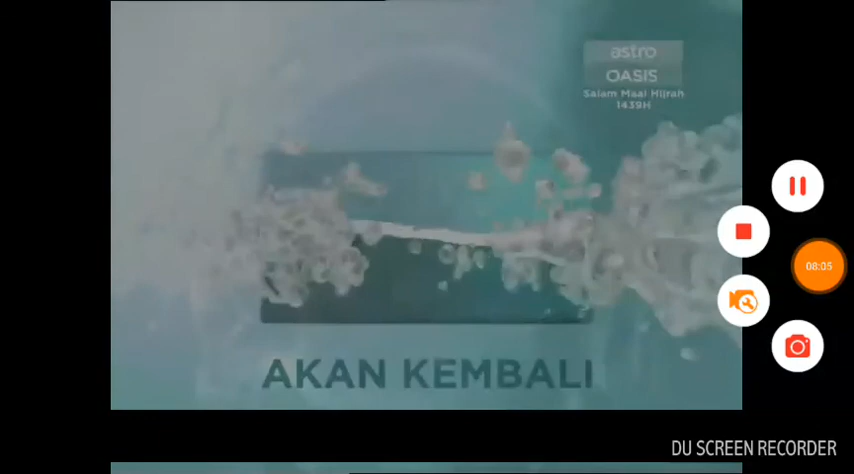 astro
OASIS
Salam Maal Hijrah
1439H
08:05
AKAN KEMBALI
DU SCREEN RECORDER